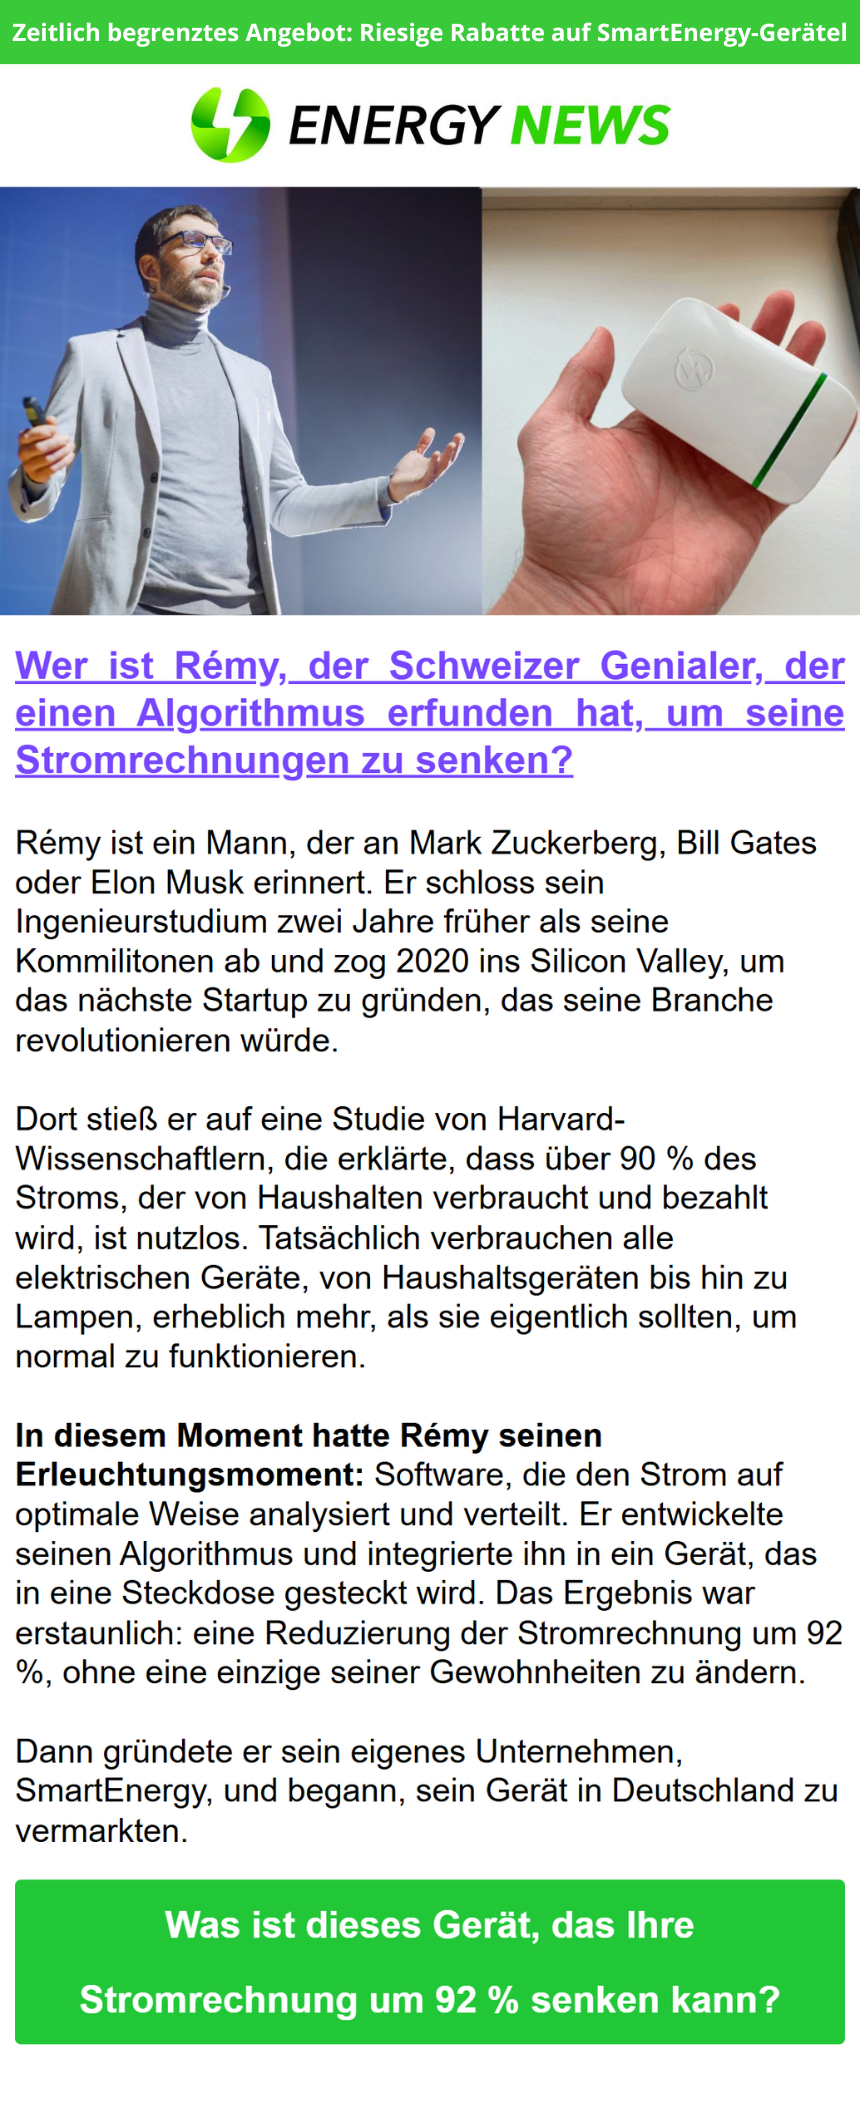 Zeitlich begrenztes Angebot: Riesige Rabatte auf SmartEnergy-Gerätel
ENERGY NEWS
Wer ist Rémy, der Schweizer Genialer, der
einen Algorithmus erfunden hat, um seine
Stromrechnungen zu senken?
Rémy ist ein Mann, der an Mark Zuckerberg, Bill Gates
oder Elon Musk erinnert. Er schloss sein
Ingenieurstudium zwei Jahre früher als seine
Kommilitonen ab und zog 2020 ins Silicon Valley, um
das nächste Startup zu gründen, das seine Branche
revolutionieren würde.
Dort stieß er auf eine Studie von Harvard-
Wissenschaftlern, die erklärte, dass über 90 % des
Stroms, der von Haushalten verbraucht und bezahlt
wird, ist nutzlos. Tatsächlich verbrauchen alle
elektrischen Geräte, von Haushaltsgeräten bis hin zu
Lampen, erheblich mehr, als sie eigentlich sollten, um
normal zu funktionieren.
In diesem Moment hatte Rémy seinen
Erleuchtungsmoment: Software, die den Strom auf
optimale Weise analysiert und verteilt. Er entwickelte
seinen Algorithmus und integrierte ihn in ein Gerät, das
in eine Steckdose gesteckt wird. Das Ergebnis war
erstaunlich: eine Reduzierung der Stromrechnung um 92
%, ohne eine einzige seiner Gewohnheiten zu ändern.
Dann gründete er sein eigenes Unternehmen,
SmartEnergy, und begann, sein Gerät in Deutschland zu
vermarkten.
Was ist dieses Gerät, das Ihre
Stromrechnung um 92 % senken kann?